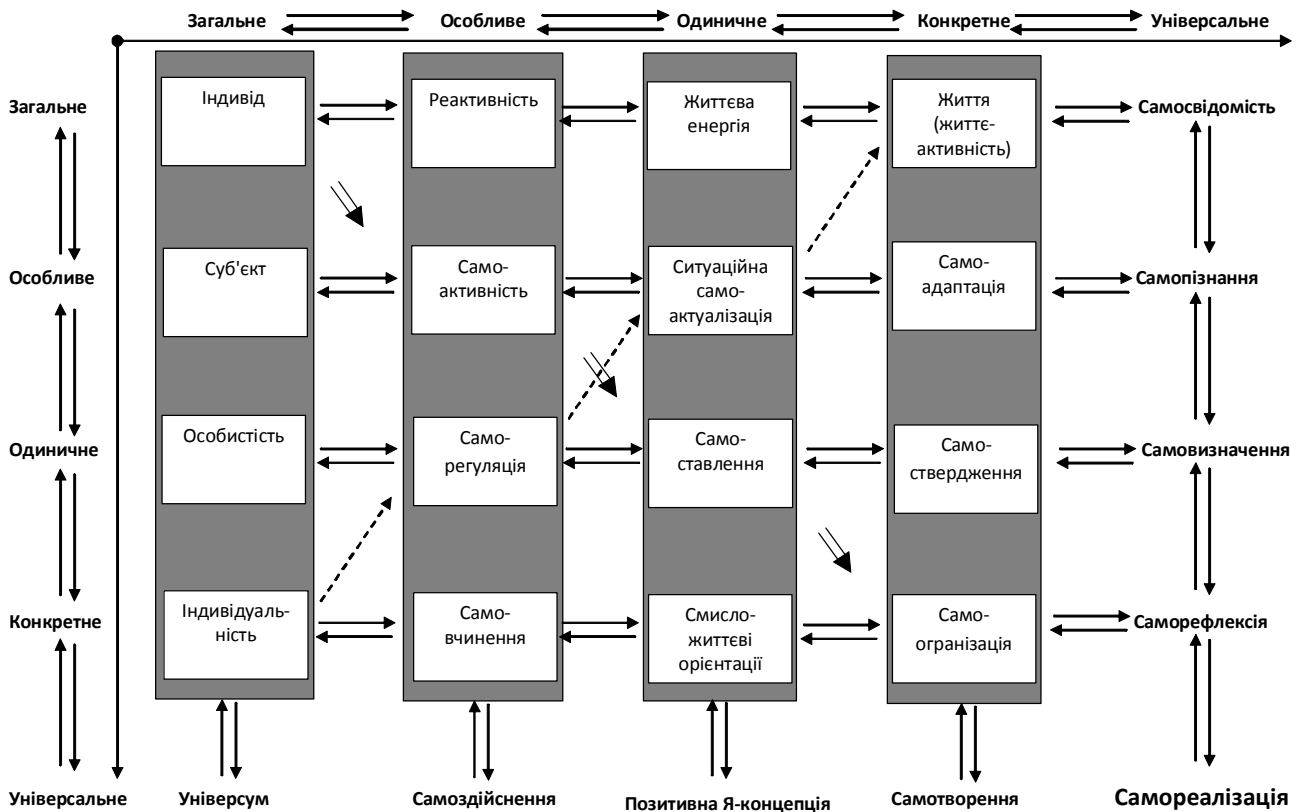 Загальне Особливе Одиничне Конкретне Універсальне
Загальне
Індивід
Реактивність
Життєва
енергія
Життя
(життє-
активність)
Самосвідомість
Особливе
Суб'єкт
Само-
активність
Ситуаційна
само-
актуалізація
Само-
адаптація
Самопізнання
Одиничне
Особистість
Само-
регуляція
Само-
ставлення
Само-
ствердження
Самовизначення
Конкретне
Індивідуаль-
ність
Само-
вчинення
Смисло-
життєві
орієнтації
Само-
огранізація
Саморефлексія
Універсальне Універсум Самоздійснення Позитивна Я-концепція Самотворення Самореалізація